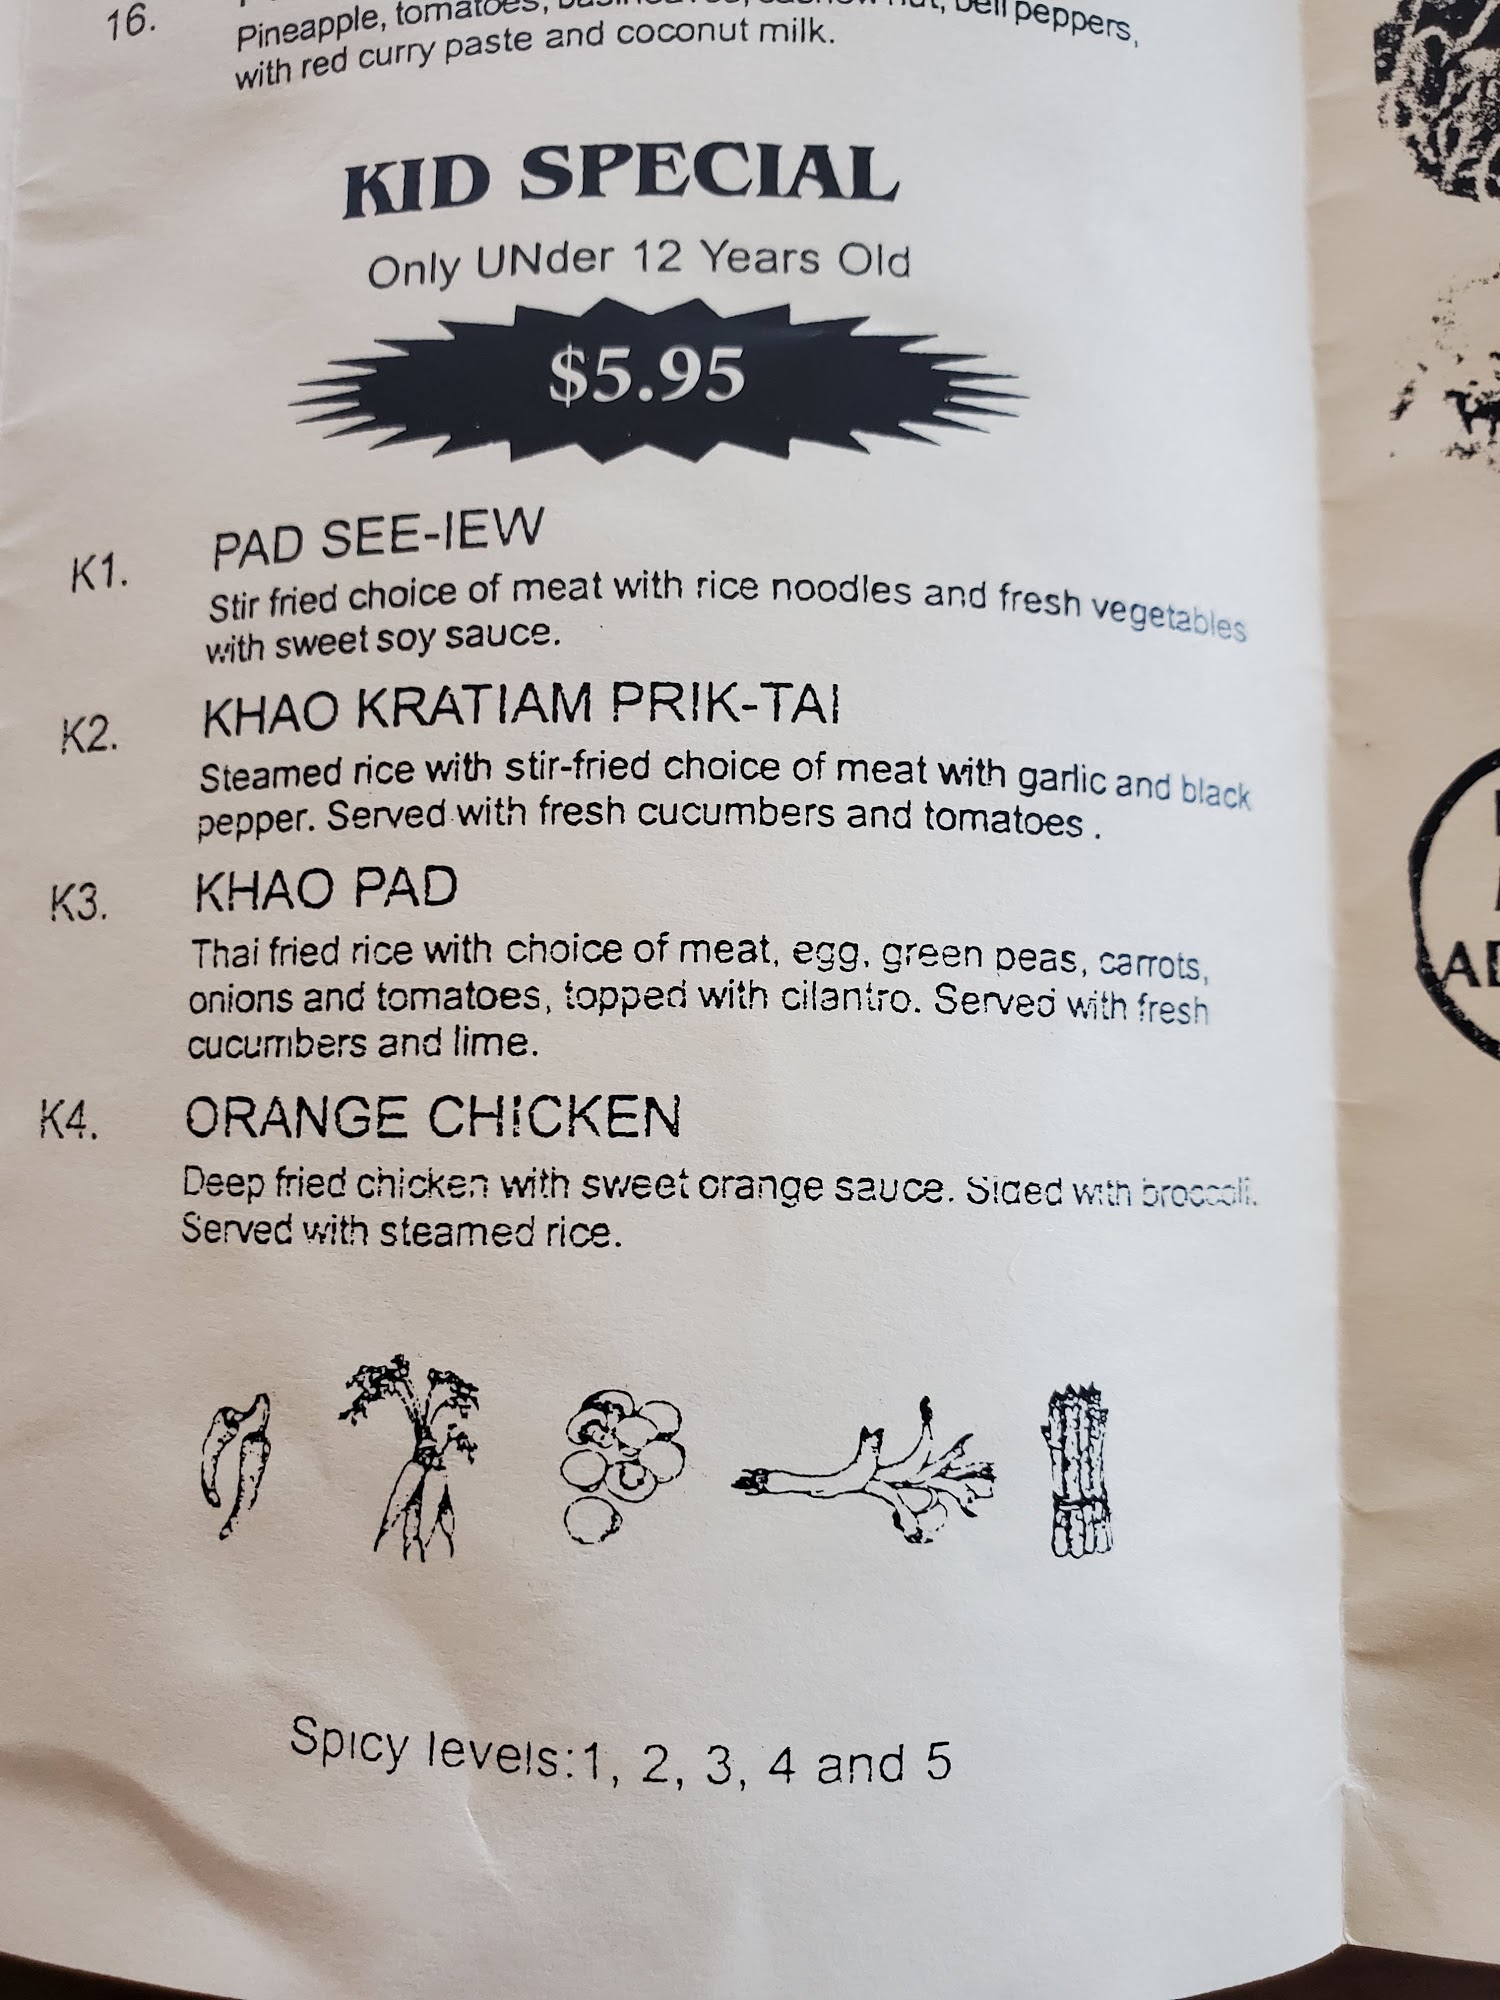 16.
Pineapple, tomatoes, bell peppers,
with red curry paste and coconut milk.
KID SPECIAL
Only UNder 12 Years Old
$5.95
K1. PAD SEE-IEW
Stir fried choice of meat with rice noodles and fresh vegetables
with sweet soy sauce.
K2. KHAO KRATIAM PRIK-TAI
Steamed rice with stir-fried choice of meat with garlic and black
pepper. Served with fresh cucumbers and tomatoes .
K3. KHAO PAD
Thai fried rice with choice of meat, egg, green peas, carrots,
onions and tomatoes, topped with cilantro. Served with fresh
cucumbers and lime.
K4. ORANGE CHICKEN
Deep fried chicken with sweet orange sauce. Sided with broccoli.
Served with steamed rice.
Spicy levels:1, 2, 3, 4 and 5